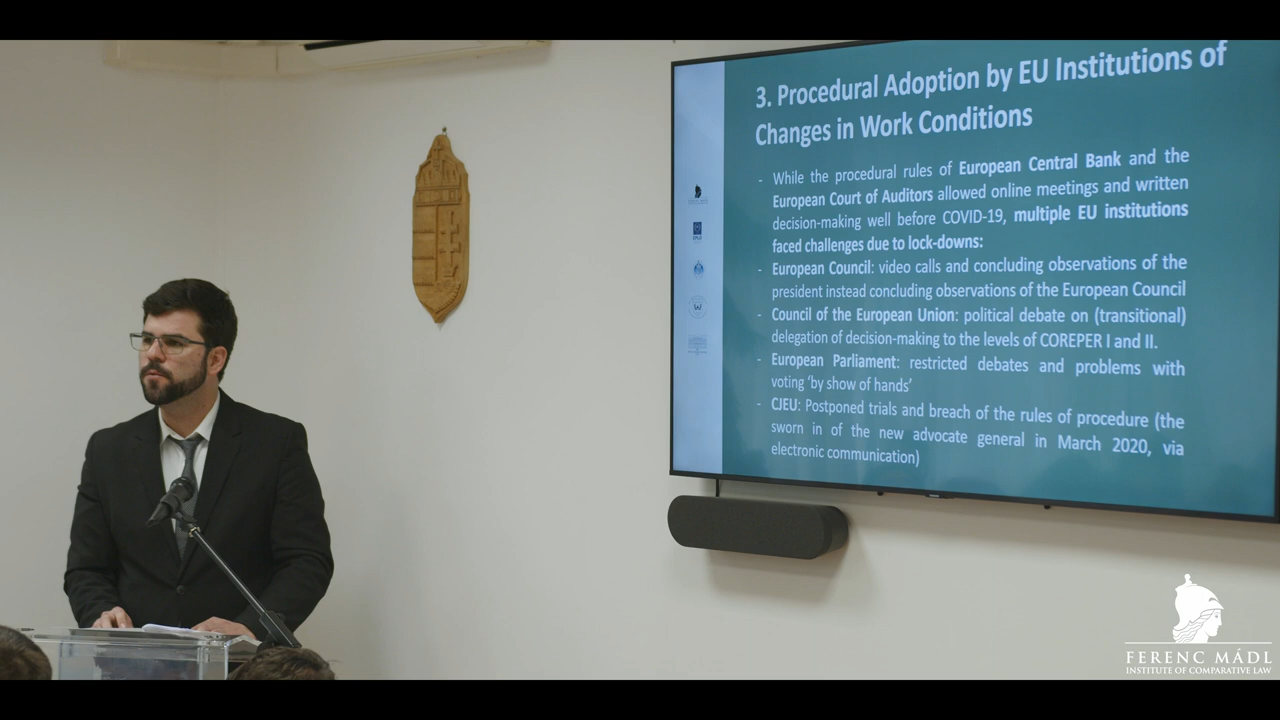 3. Procedural Adoption by EU Institutions of
Changes in Work Conditions
- While the procedural rules of European Central Bank and the
European Court of Auditors allowed online meetings and written
decision-making well before COVID-19, multiple EU institutions
faced challenges due to lock-downs:
- European Council: video calls and concluding observations of the
president instead concluding observations of the European Council
- Council of the European Union: political debate on (transitional)
delegation of decision-making to the levels of COREPER I and II.
- European Parliament: restricted debates and problems with
voting 'by show of hands'
- CJEU: Postponed trials and breach of the rules of procedure (the
sworn in of the new advocate general in March 2020, via
electronic communication)
FERENC MÁDL
INSTITUTE OF COMPARATIVE LAW